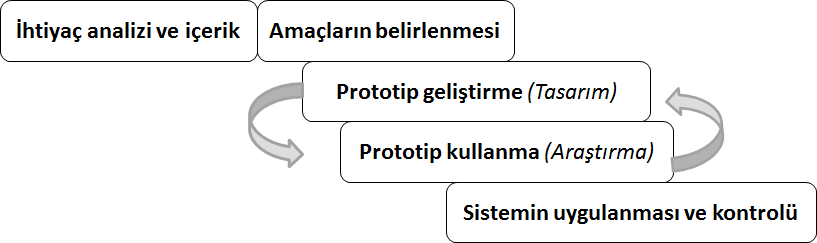 İhtiyaç analizi ve içerik
Amaçların belirlenmesi
Prototip geliştirme (Tasarım)
Prototip kullanma (Araştırma)
Sistemin uygulanması ve kontrolü